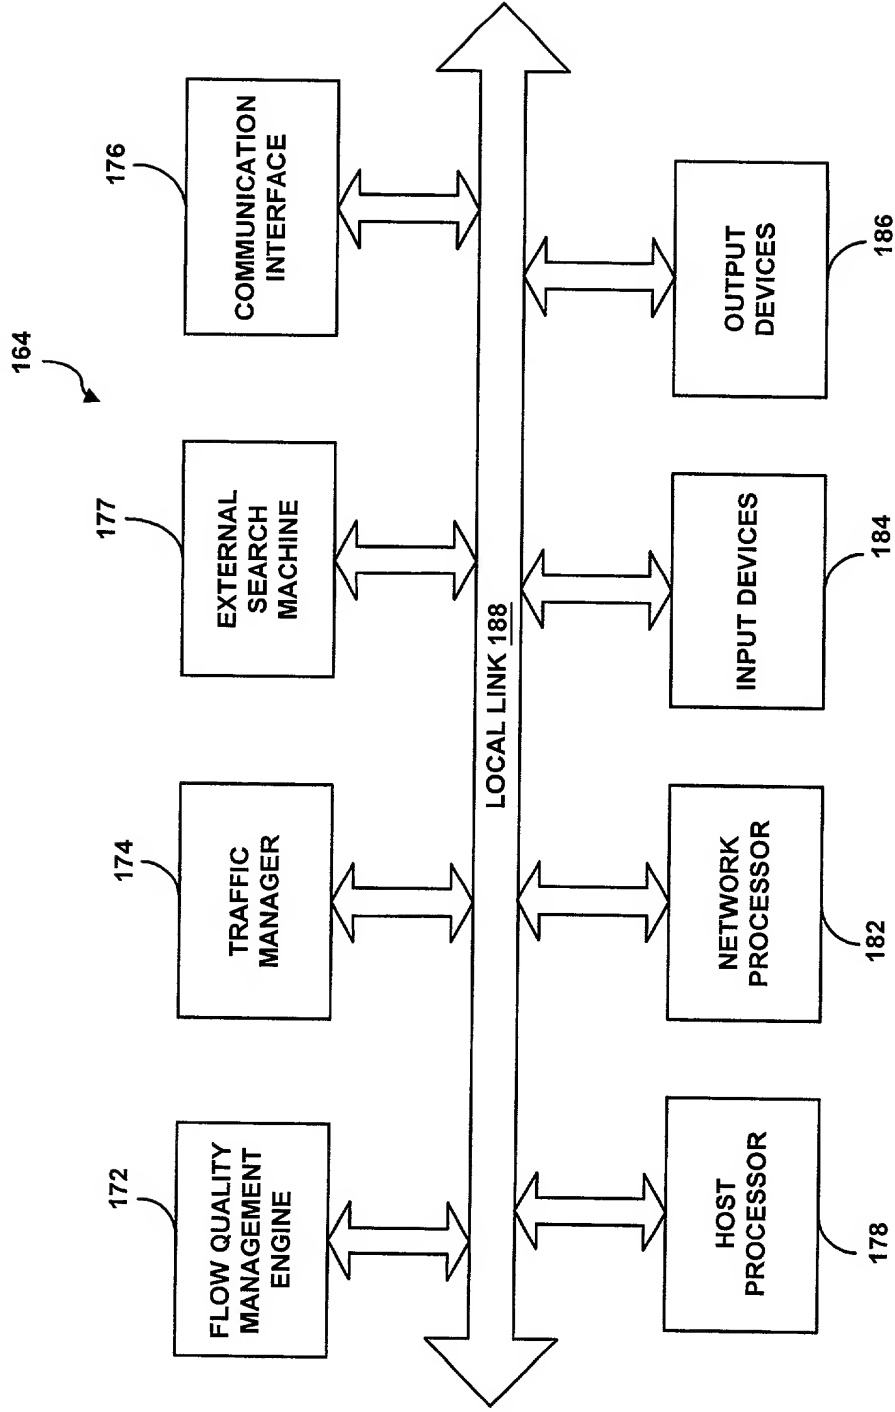 164
172
174
177
176
FLOW QUALITY
MANAGEMENT
ENGINE
TRAFFIC
MANAGER
EXTERNAL
SEARCH
MACHINE
COMMUNICATION
INTERFACE
LOCAL LINK 188
HOST
PROCESSOR
NETWORK
PROCESSOR
INPUT DEVICES
OUTPUT
DEVICES
178
182
184
186